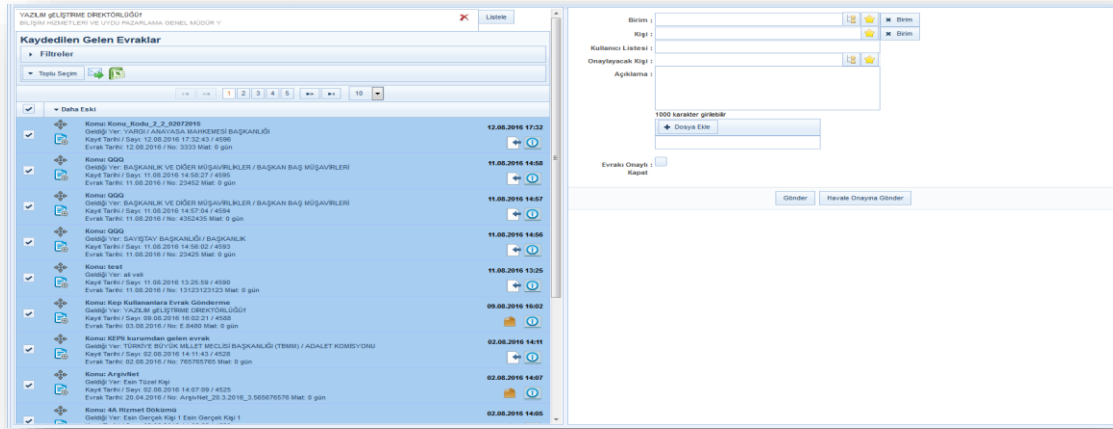 YAZILIM gELİŞTİRME DİREKTÖRLÜĞÜ†
BİLİŞİM HİZMETLERİ VE UYDU PAZARLAMA GENEL MÜDÜR Y
Listele
Kaydedilen Gelen Evraklar
Filtreler
Toplu Seçim
1 2 3 4 5 10
Daha Eski
Konu: Konu_Kodu_2_2_02072015
Geldiği Yer: YARGI / ANAYASA MAHKEMESİ BAŞKANLIĞI
Kayıt Tarihi / Sayı: 12.08.2016 17:32:43 / 4596
Evrak Tarihi: 12.08.2016 / No: 3333 Miat: 0 gün
12.08.2016 17:32
Konu: QQQ
Geldiği Yer: BAŞKANLIK VE DİĞER MÜŞAVİRLİKLER / BAŞKAN BAŞ MÜŞAVİRLERİ
Kayıt Tarihi / Sayı: 11.08.2016 14:58:27 / 4595
Evrak Tarihi: 11.08.2016 / No: 23452 Miat: 0 gün
11.08.2016 14:58
Konu: QQQ
Geldiği Yer: BAŞKANLIK VE DİĞER MÜŞAVİRLİKLER / BAŞKAN BAŞ MÜŞAVİRLERİ
Kayıt Tarihi / Sayı: 11.08.2016 14:57:04 / 4594
Evrak Tarihi: 11.08.2016 / No: 4352435 Miat: 0 gün
11.08.2016 14:57
Konu: QQQ
Geldiği Yer: SAYIŞTAY BAŞKANLIĞI / BAŞKANLIK
Kayıt Tarihi / Sayı: 11.08.2016 14:56:02 / 4593
Evrak Tarihi: 11.08.2016 / No: 23425 Miat: 0 gün
11.08.2016 14:56
Konu: test
Geldiği Yer: ali veli
Kayıt Tarihi / Sayı: 11.08.2016 13:25:59 / 4590
Evrak Tarihi: 11.08.2016 / No: 13123123123 Miat: 0 gün
11.08.2016 13:25
Konu: Kep Kullananlara Evrak Gönderme
Geldiği Yer: YAZILIM gELİŞTİRME DİREKTÖRLÜĞÜ†
Kayıt Tarihi / Sayı: 09.08.2016 16:02:21 / 4588
Evrak Tarihi: 03.08.2016 / No: E.8480 Miat: 0 gün
09.08.2016 16:02
Konu: KEPli kurumdan gelen evrak
Geldiği Yer: TÜRKİYE BÜYÜK MİLLET MECLİSİ BAŞKANLIĞI (TBMM) / ADALET KOMİSYONU
Kayıt Tarihi / Sayı: 02.08.2016 14:11:43 / 4528
Evrak Tarihi: 02.08.2016 / No: 765765765 Miat: 0 gün
02.08.2016 14:11
Konu: ArşivNet
Geldiği Yer: Esin Tüzel Kişi
Kayıt Tarihi / Sayı: 02.08.2016 14:07:09 / 4525
Evrak Tarihi: 20.04.2016 / No: ArşivNet_20.3.2016_3.565676576 Miat: 0 gün
02.08.2016 14:07
Konu: 4A Hizmet Dökümü
Geldiği Yer: Esin Gerçek Kişi 1 Esin Gerçek Kişi 1
02.08.2016 14:05
Birim :
Birim
Kişi :
Birim
Kullanıcı Listesi :
Onaylayacak Kişi :
Açıklama :
1000 karakter girilebilir
Dosya Ekle
Evrakı Onaylı :
Kapat
Gönder
Havale Onayına Gönder